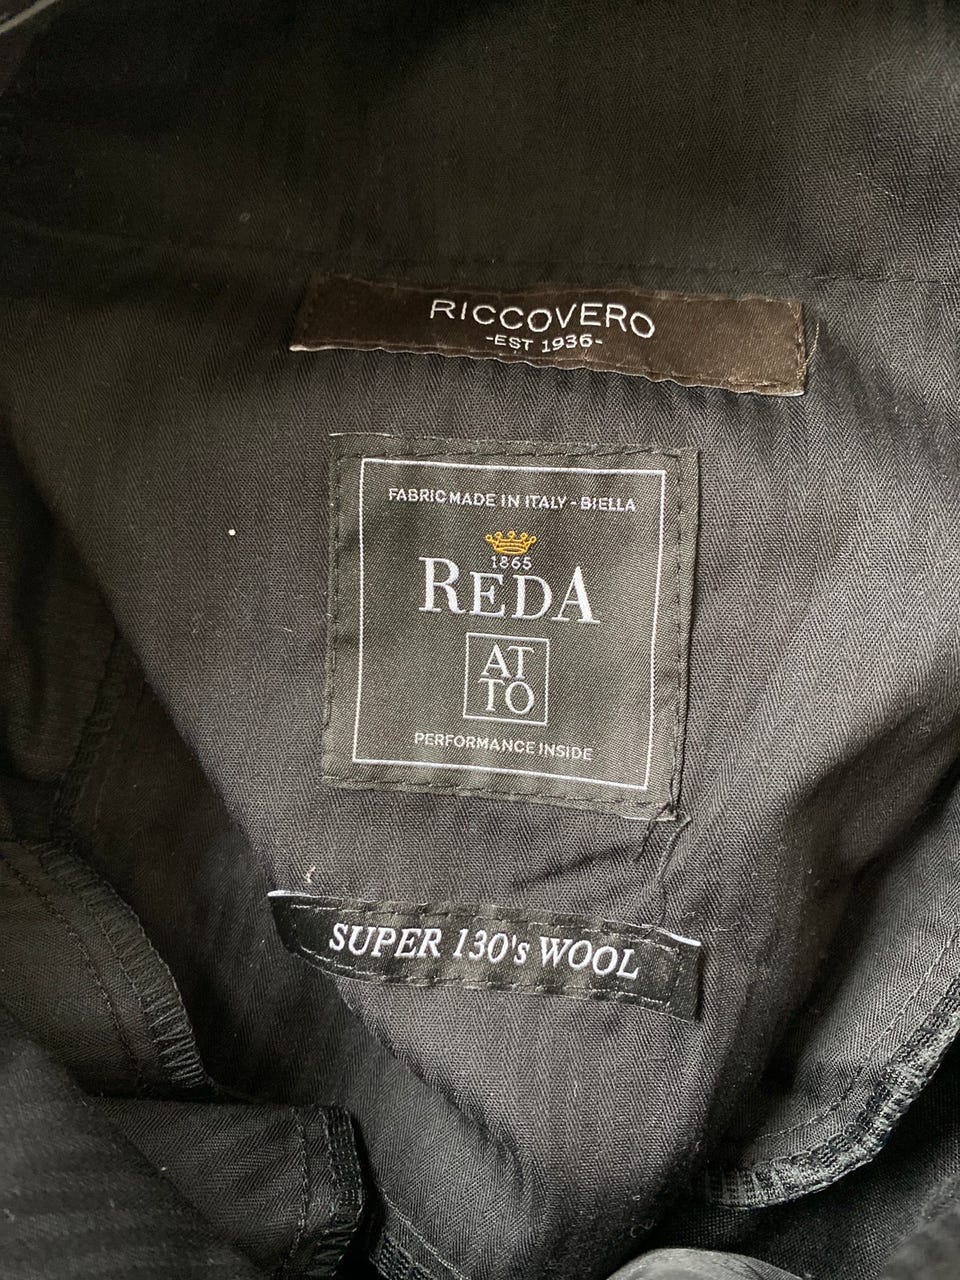 RICCOVERO
-EST 1936-
FABRIC MADE IN ITALY - BIELLA
1865
REDA
AT
TO
PERFORMANCE INSIDE
SUPER 130's WOOL